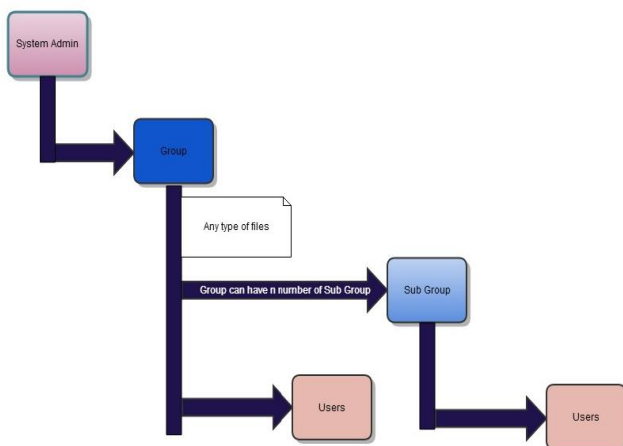 System Admin
Group
Any type of files
Group can have n number of Sub Group
Sub Group
Users
Users